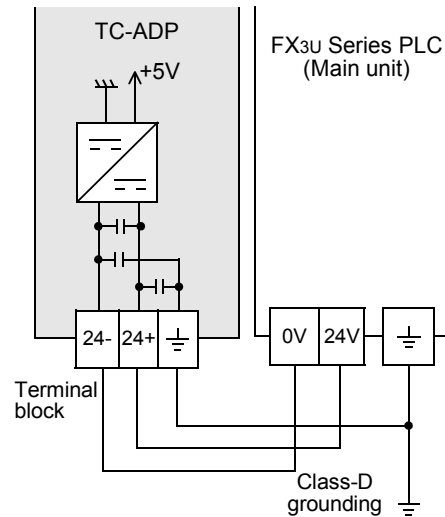 TC-ADP
+5V
FX3U Series PLC
(Main unit)
24-
24+
0V
24V
Terminal
block
Class-D
grounding